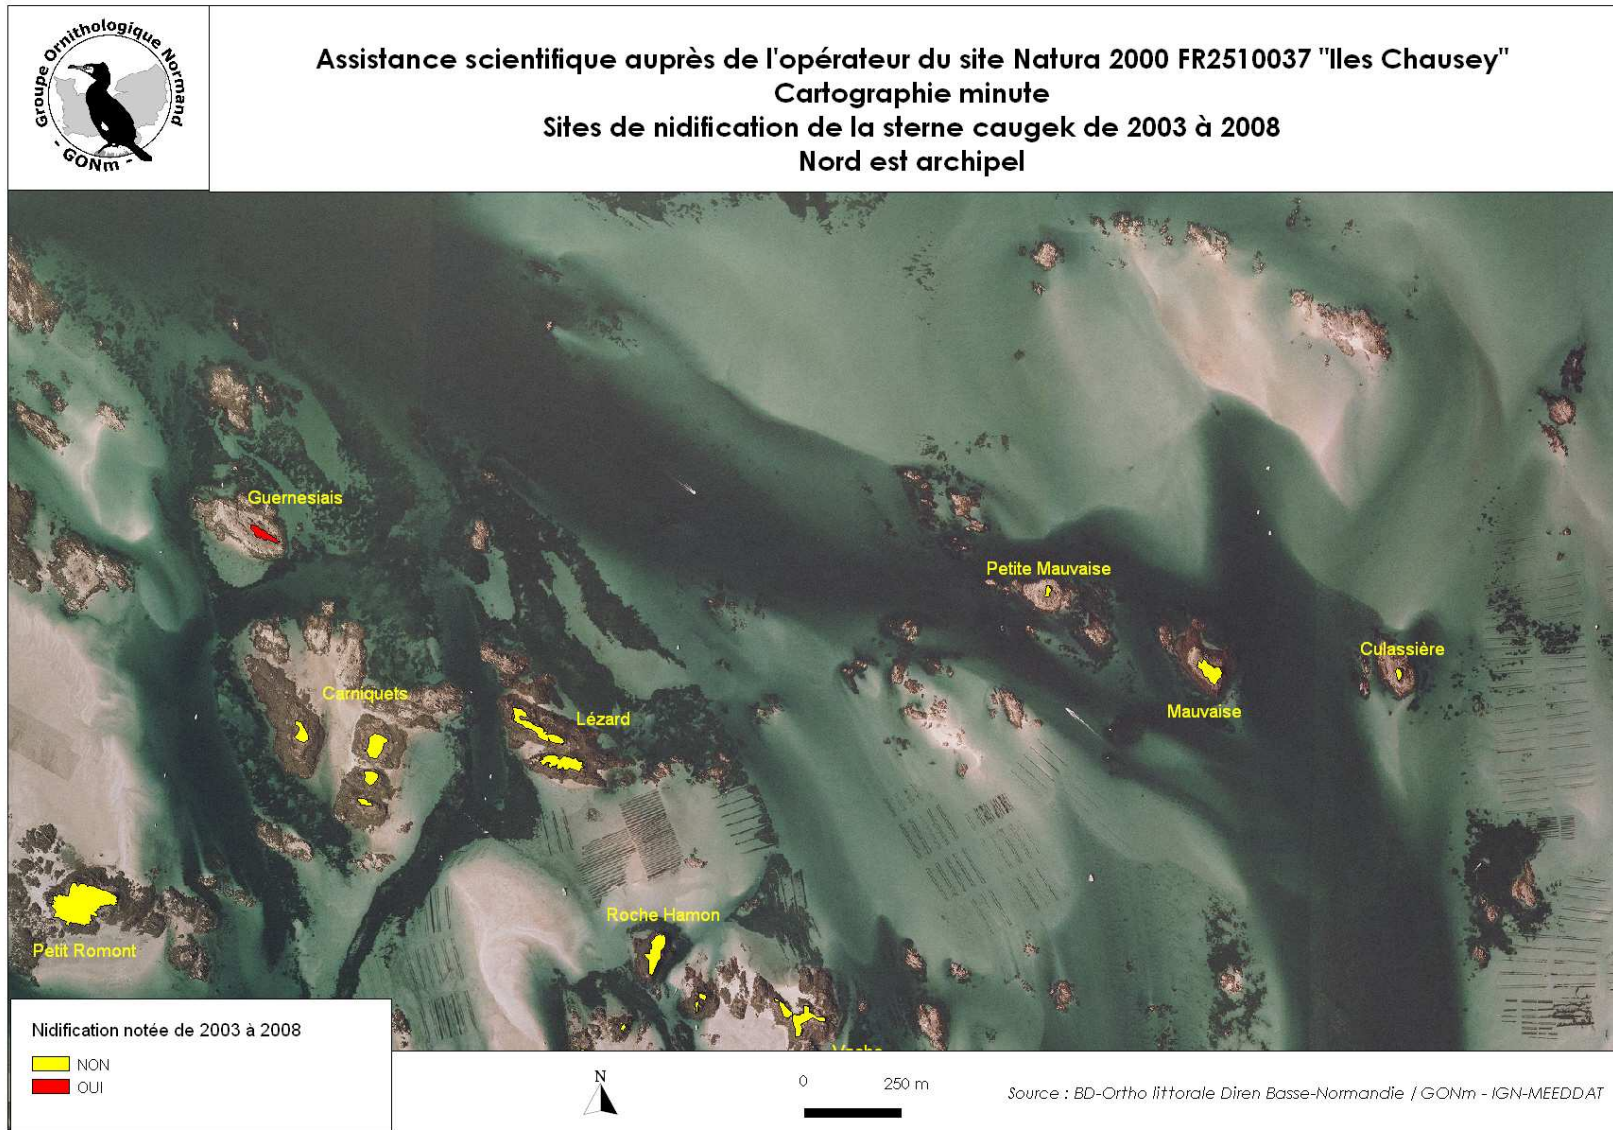 Groupe Ornithologique Normand
- GONm -
Assistance scientifique auprès de l'opérateur du site Natura 2000 FR2510037 "Iles Chausey"
Cartographie minute
Sites de nidification de la sterne caugek de 2003 à 2008
Nord est archipel
Guernesiais
Petite Mauvaise
Culassière
Carniquets
Lézard
Mauvaise
Roche Hamon
Petit Romont
Nidification notée de 2003 à 2008
NON
OUI
N
0 250 m
Source : BD-Ortho littorale Diren Basse-Normandie / GONm - IGN-MEEDDAT